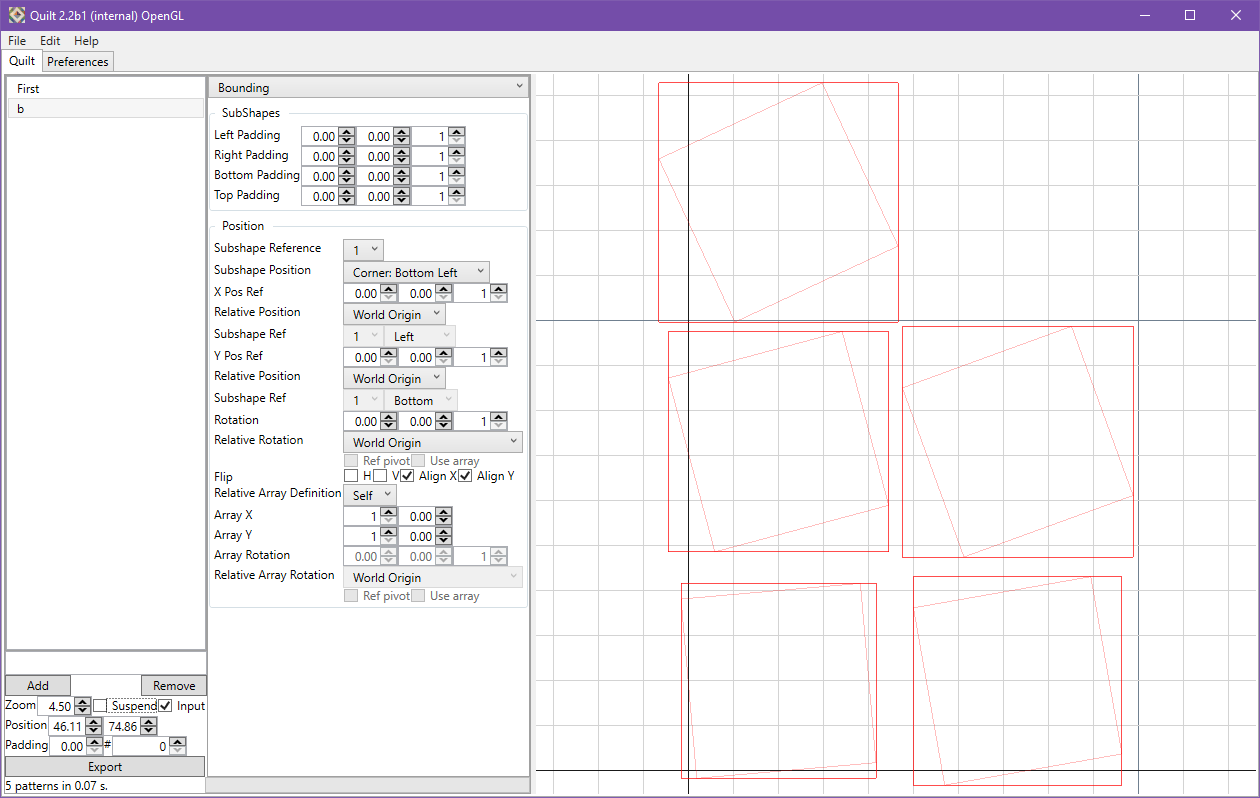 Quilt 2.2b1 (internal) OpenGL
File Edit Help
Quilt Preferences
First
b
Add Remove
Zoom 4.50 Suspend Input
Position 46.11 74.86
Padding 0.00 # 0
Export
5 patterns in 0.07 s.
Bounding
SubShapes
Left Padding 0.00 0.00 1
Right Padding 0.00 0.00 1
Bottom Padding 0.00 0.00 1
Top Padding 0.00 0.00 1
Position
Subshape Reference 1
Subshape Position Corner: Bottom Left
X Pos Ref 0.00 0.00 1
Relative Position World Origin
Subshape Ref 1 Left
Y Pos Ref 0.00 0.00 1
Relative Position World Origin
Subshape Ref 1 Bottom
Rotation 0.00 0.00 1
Relative Rotation World Origin
Ref pivot Use array
Flip H V Align X Align Y
Relative Array Definition Self
Array X 1 0.00
Array Y 1 0.00
Array Rotation 0.00 0.00 1
Relative Array Rotation World Origin
Ref pivot Use array